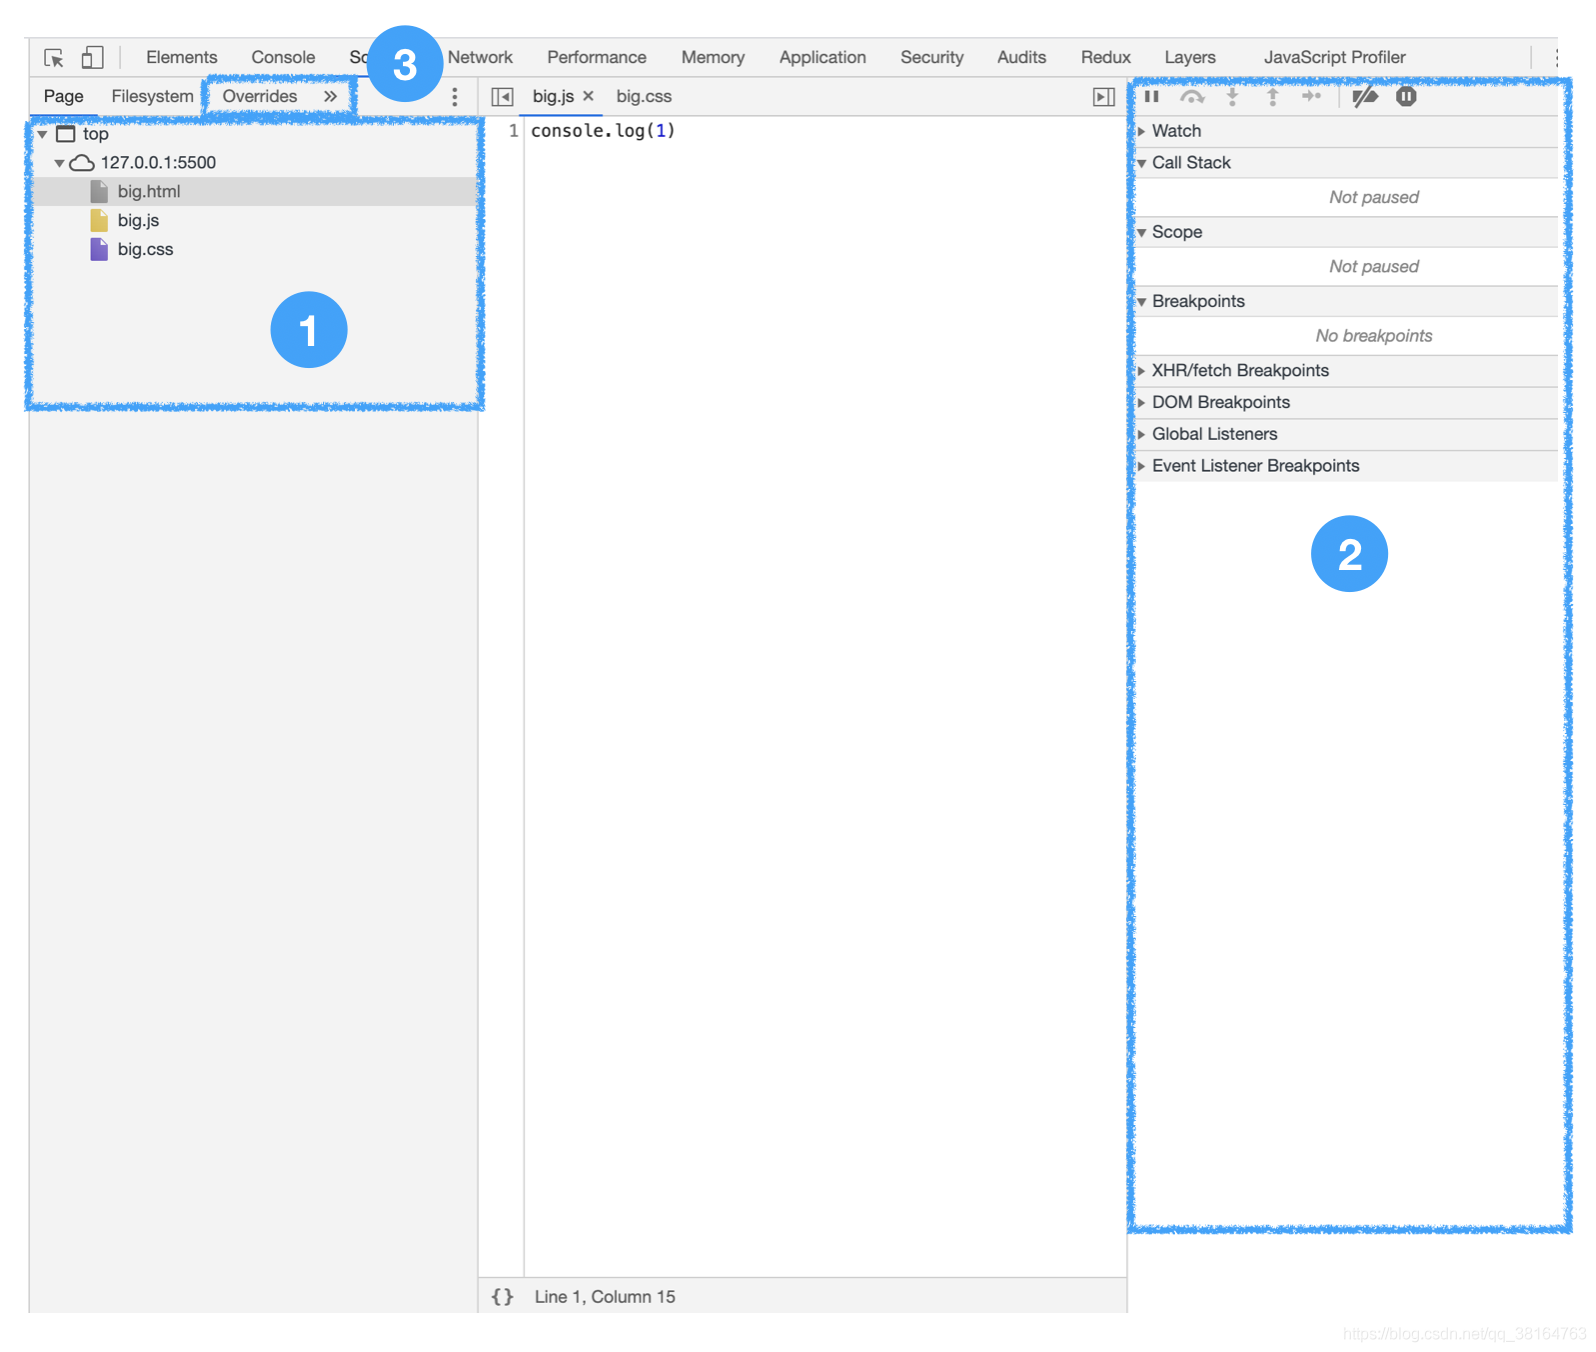 Elements Console So 3 Network Performance Memory Application Security Audits Redux Layers JavaScript Profiler
Page Filesystem Overrides »
big.js × big.css
top
127.0.0.1:5500
big.html
big.js
big.css
1
1 console.log(1)
Watch
Call Stack
Not paused
Scope
Not paused
Breakpoints
No breakpoints
XHR/fetch Breakpoints
DOM Breakpoints
Global Listeners
Event Listener Breakpoints
2
{} Line 1, Column 15
https://blog.csdn.net/qq_38164763